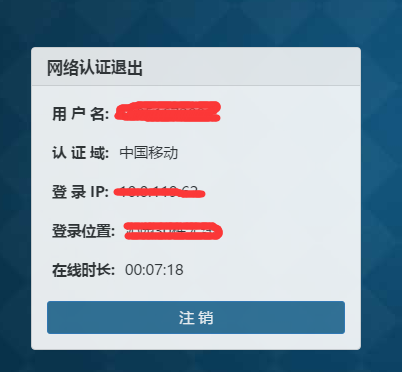 网络认证退出
用 户 名:
认 证 域: 中国移动
登 录 IP:
登录位置:
在线时长: 00:07:18
注 销